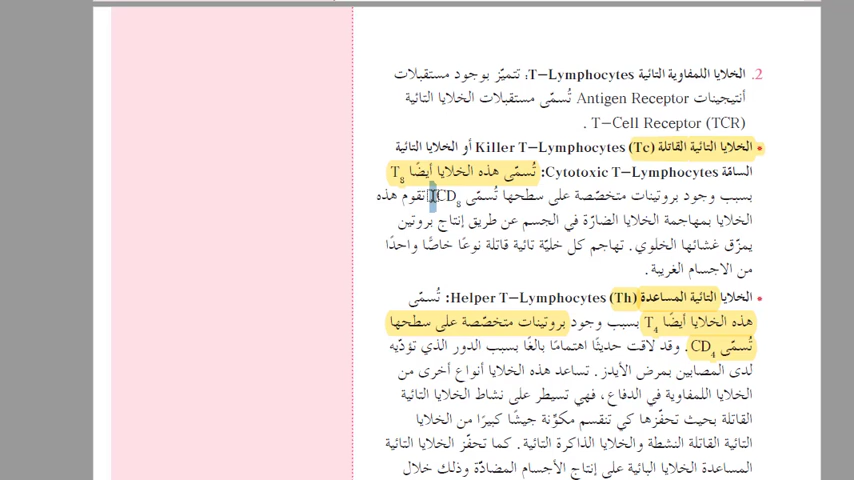 2. الخلايا اللمفاوية التائية T–Lymphocytes: تتميّز بوجود مستقبلات
أنتيجينات Antigen Receptor تُسمّى مستقبلات الخلايا التائية
T–Cell Receptor (TCR) .
• الخلايا التائية القاتلة (Tc) Killer T–Lymphocytes أو الخلايا التائية
السامّة Cytotoxic T–Lymphocytes: تُسمّى هذه الخلايا أيضًا T8
بسبب وجود بروتينات متخصّصة على سطحها تُسمّى CD8. تقوم هذه
الخلايا بمهاجمة الخلايا الضارّة في الجسم عن طريق إنتاج بروتين
يمزّق غشائها الخلوي. تهاجم كل خليّة تائية قاتلة نوعًا خاصًّا واحدًا
من الاجسام الغريبة.
• الخلايا التائية المساعدة (Th) Helper T–Lymphocytes: تُسمّى
هذه الخلايا أيضًا T4 بسبب وجود بروتينات متخصّصة على سطحها
تُسمّى CD4. وقد لاقت حديثًا اهتمامًا بالغًا بسبب الدور الذي تؤدّيه
لدى المصابين بمرض الأيدز. تساعد هذه الخلايا أنواع أخرى من
الخلايا اللمفاوية في الدفاع، فهي تسيطر على نشاط الخلايا التائية
القاتلة بحيث تحفّزها كي تنقسم مكوّنة جيشًا كبيرًا من الخلايا
التائية القاتلة النشطة والخلايا الذاكرة التائية. كما تحفّز الخلايا التائية
المساعدة الخلايا البائية على إنتاج الأجسام المضادّة وذلك خلال